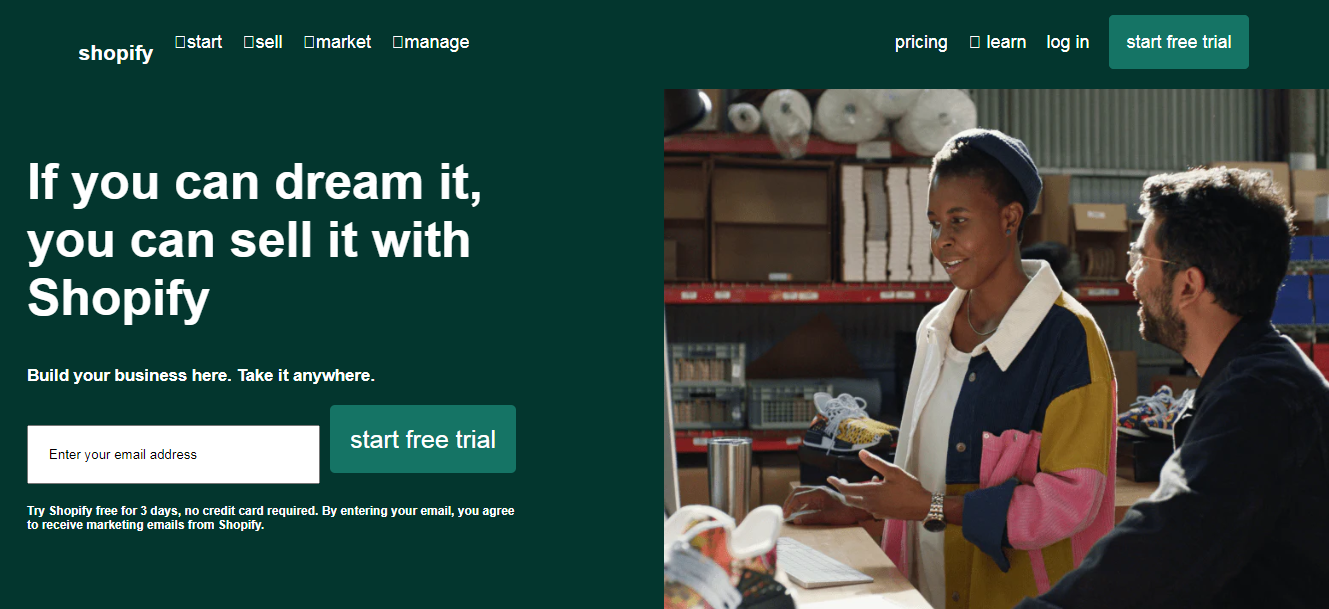 shopify
start
sell
market
manage
pricing
learn
log in
start free trial
If you can dream it,
you can sell it with
Shopify
Build your business here. Take it anywhere.
Enter your email address
start free trial
Try Shopify free for 3 days, no credit card required. By entering your email, you agree
to receive marketing emails from Shopify.